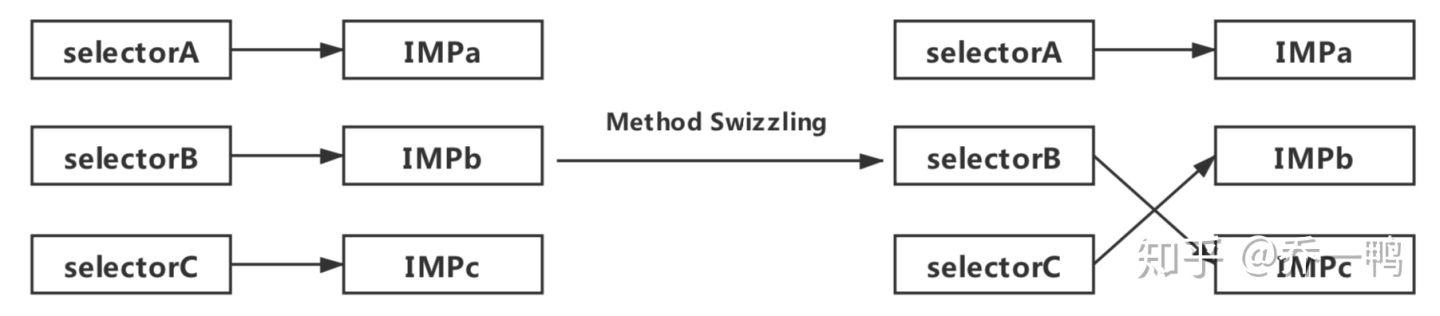 selectorA IMPa selectorA IMPa
Method Swizzling
selectorB IMPb selectorB IMPb
selectorC IMPc selectorC IMPc
知乎 @乔一鸭